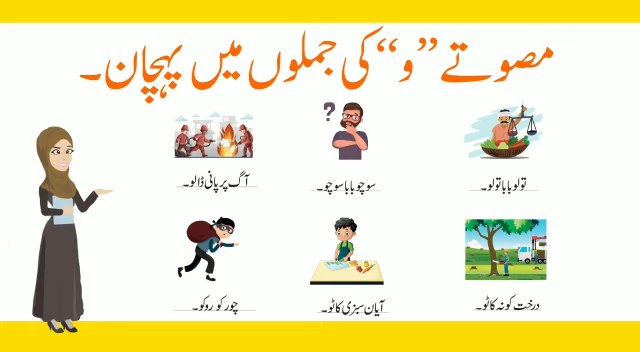 مصوتے ”و“ کی جملوں میں پہچان۔
تولو بابا تولو۔
سوچو بابا سوچو۔
آگ پر پانی ڈالو۔
درخت کو نہ کاٹو۔
آیان سبزی کاٹو۔
چور کو روکو۔